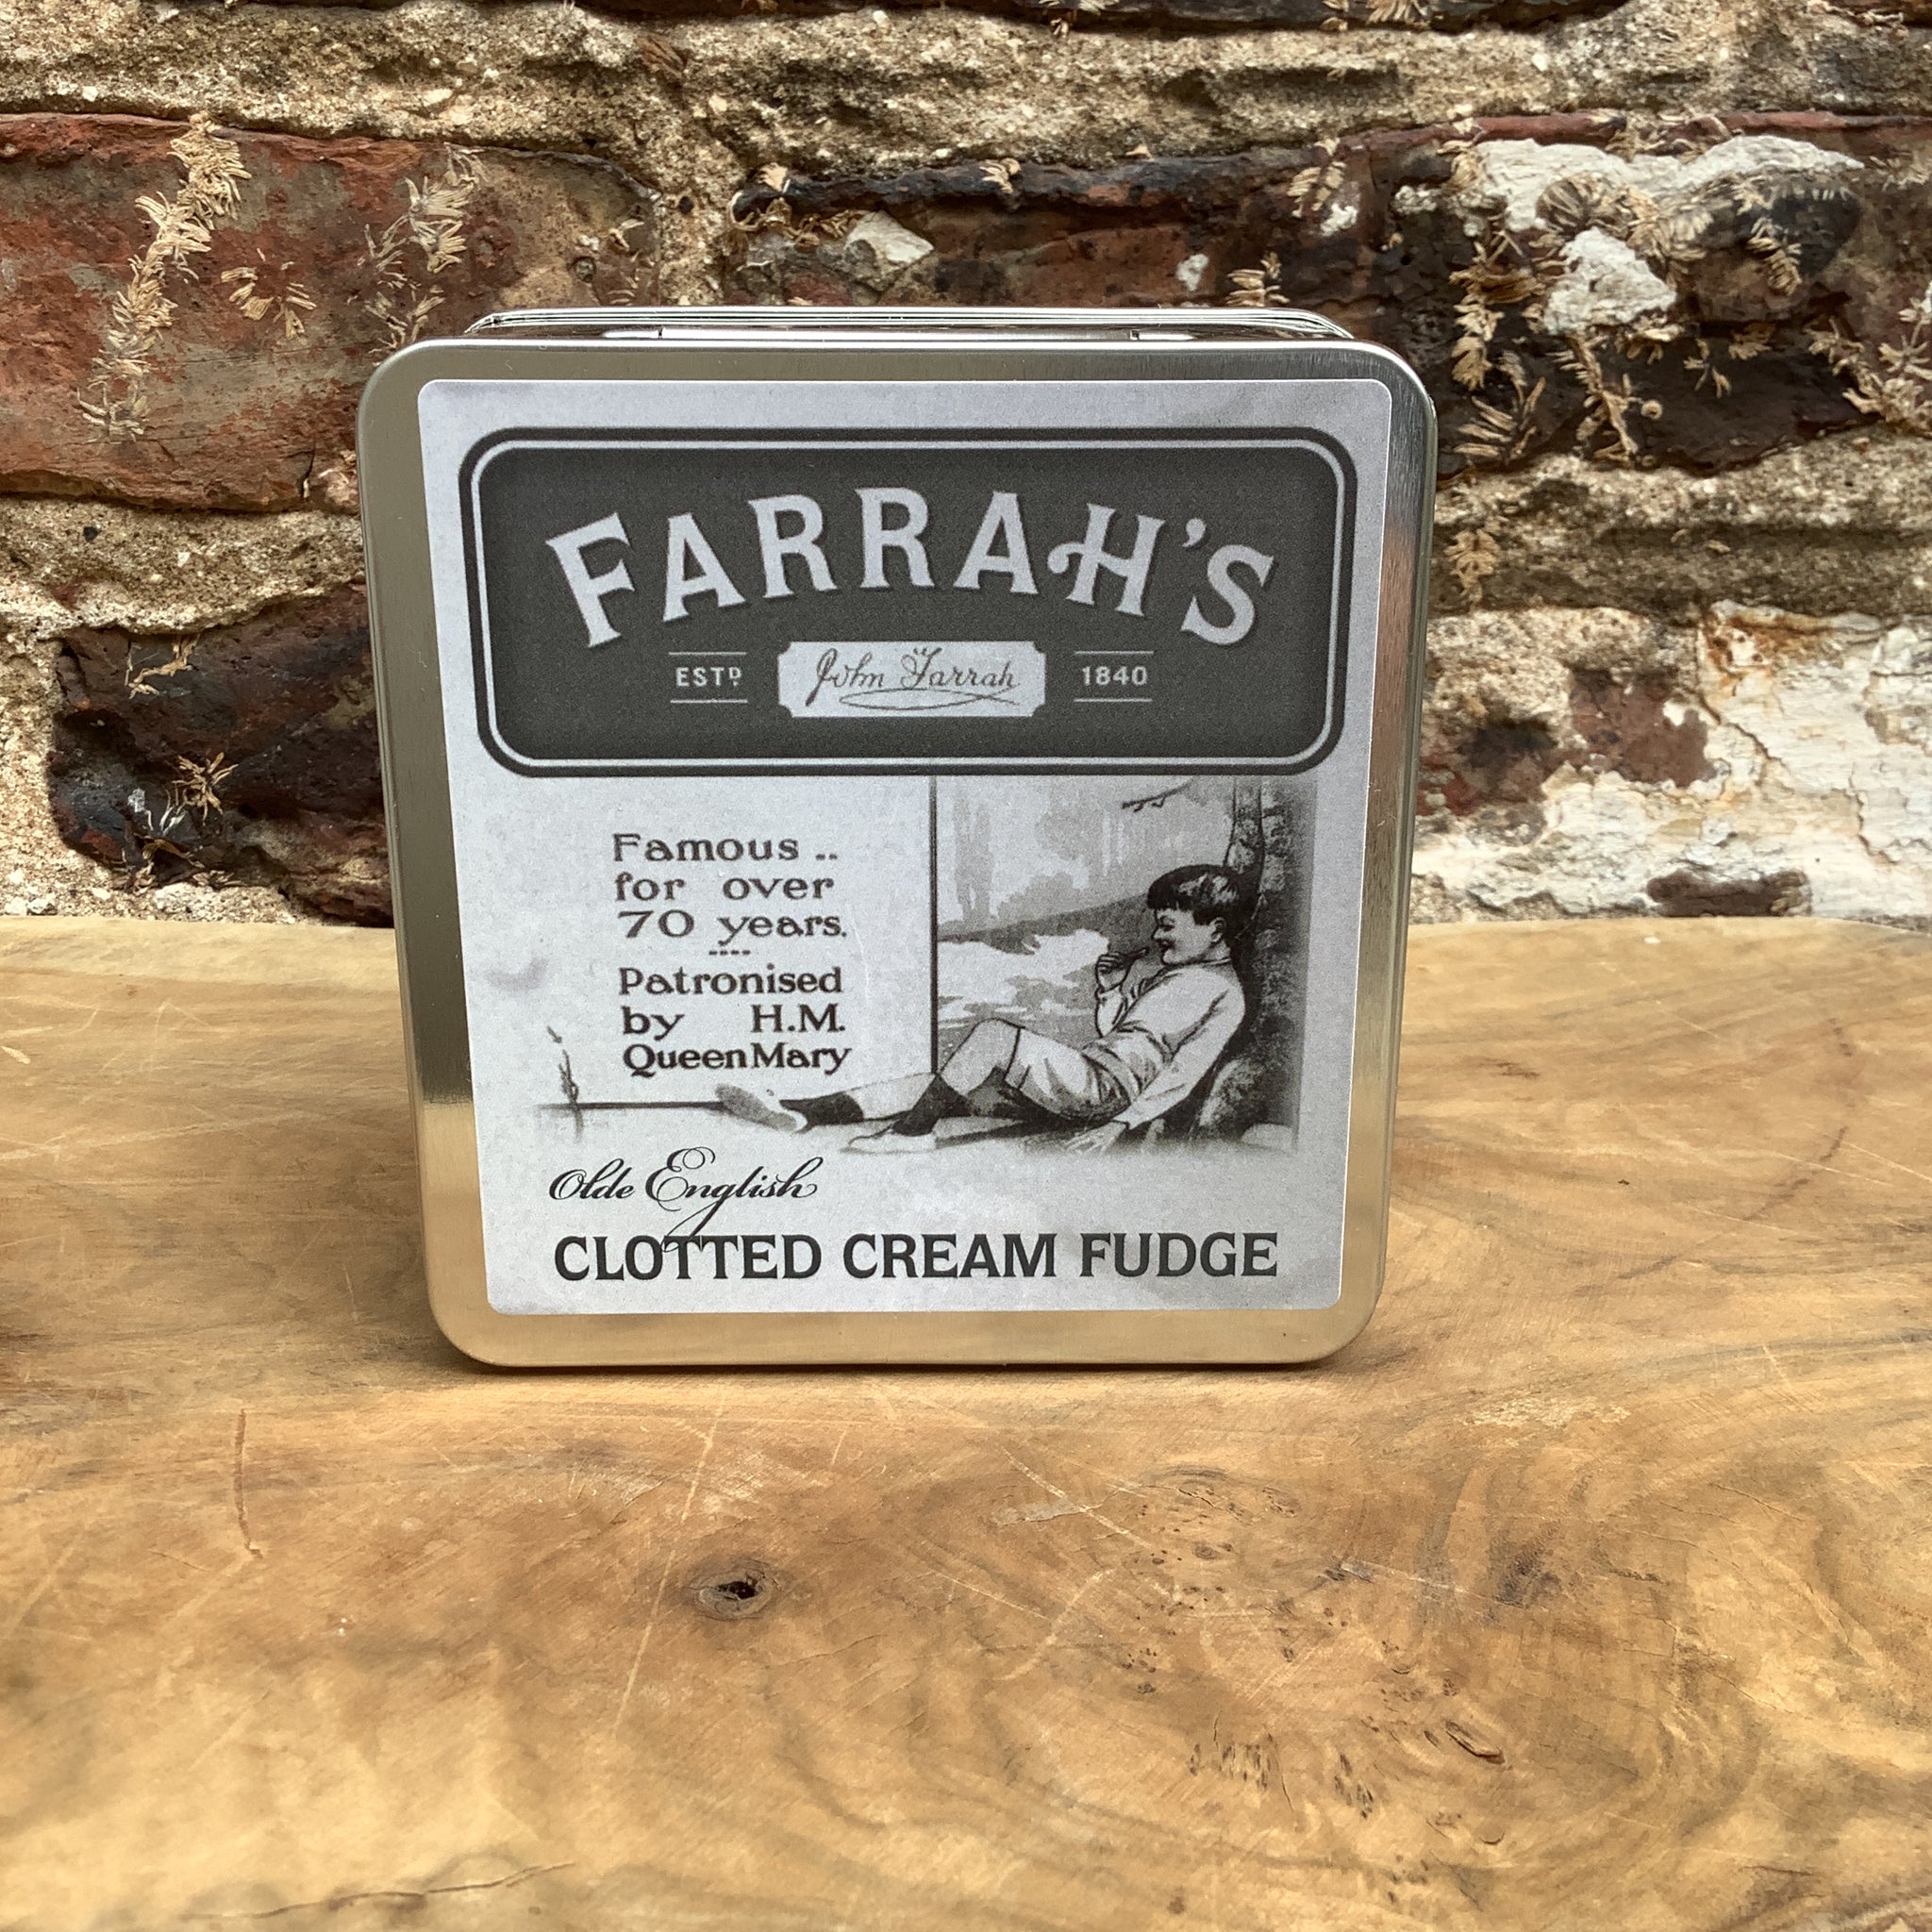 FARRAH'S
ESTD John Farrah 1840
Famous ..
for over
70 years.
....
Patronised
by H.M.
Queen Mary
Olde English
CLOTTED CREAM FUDGE